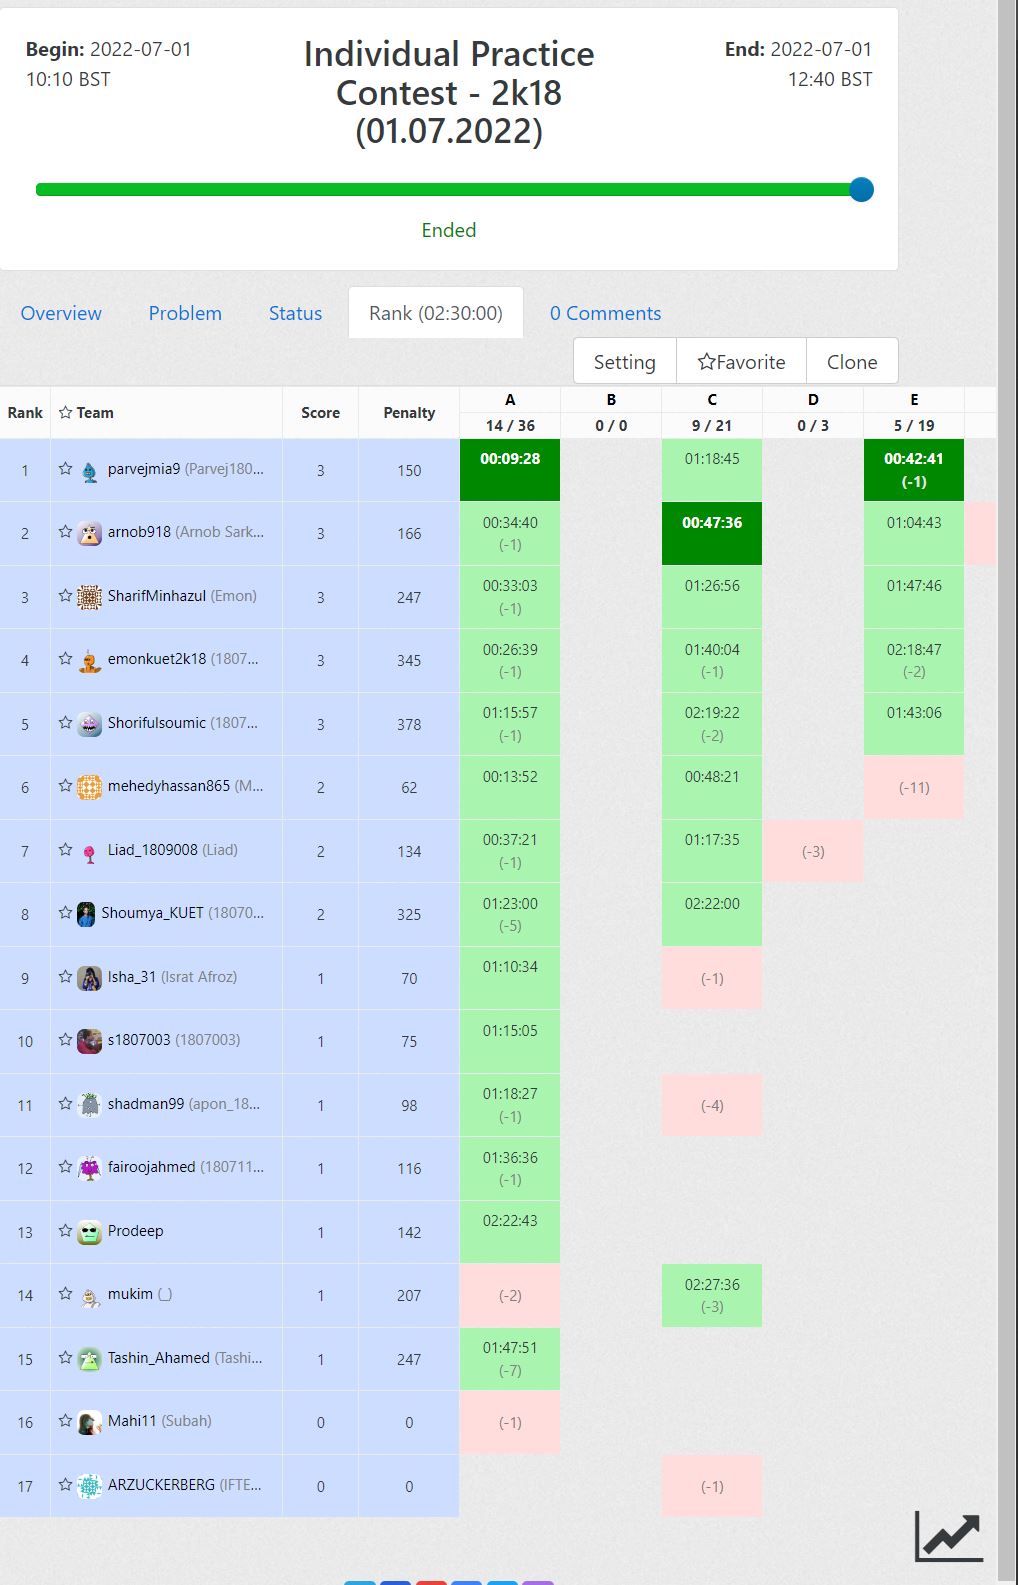 Begin: 2022-07-01
10:10 BST
Individual Practice
Contest - 2k18
(01.07.2022)
End: 2022-07-01
12:40 BST
Ended
Overview Problem Status Rank (02:30:00) 0 Comments
Setting ☆Favorite Clone
Rank ☆ Team Score Penalty A B C D E
14 / 36 0 / 0 9 / 21 0 / 3 5 / 19
1 ☆ parvejmia9 (Parvej180... 3 150 00:09:28 01:18:45 00:42:41
(-1)
2 ☆ arnob918 (Arnob Sark... 3 166 00:34:40 00:47:36 01:04:43
(-1)
3 ☆ SharifMinhazul (Emon) 3 247 00:33:03 01:26:56 01:47:46
(-1)
4 ☆ emonkuet2k18 (1807... 3 345 00:26:39 01:40:04 02:18:47
(-1) (-1) (-2)
5 ☆ Shorifulsoumic (1807... 3 378 01:15:57 02:19:22 01:43:06
(-1) (-2)
6 ☆ mehedyhassan865 (M... 2 62 00:13:52 00:48:21 (-11)
7 ☆ Liad_1809008 (Liad) 2 134 00:37:21 01:17:35 (-3)
(-1)
8 ☆ Shoumya_KUET (18070... 2 325 01:23:00 02:22:00
(-5)
9 ☆ Isha_31 (Israt Afroz) 1 70 01:10:34 (-1)
10 ☆ s1807003 (1807003) 1 75 01:15:05
11 ☆ shadman99 (apon_18... 1 98 01:18:27 (-4)
(-1)
12 ☆ fairoojahmed (180711... 1 116 01:36:36
(-1)
13 ☆ Prodeep 1 142 02:22:43
14 ☆ mukim (_) 1 207 (-2) 02:27:36
(-3)
15 ☆ Tashin_Ahamed (Tashi... 1 247 01:47:51
(-7)
16 ☆ Mahi11 (Subah) 0 0 (-1)
17 ☆ ARZUCKERBERG (IFTE... 0 0 (-1)